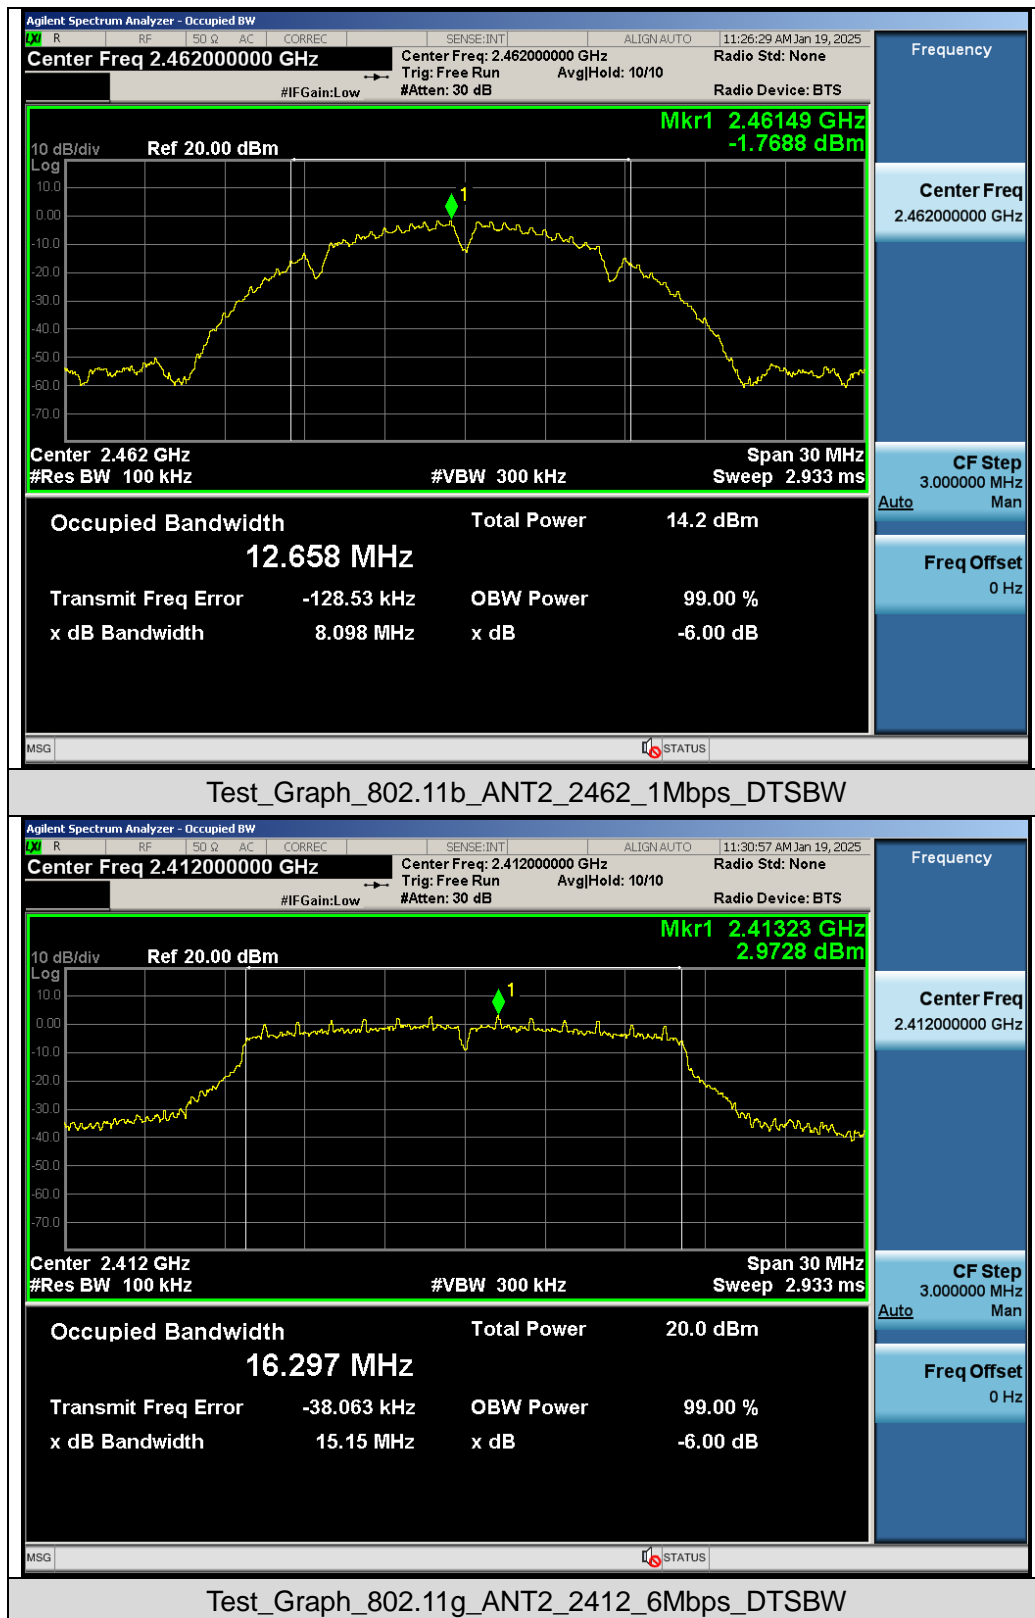 Agilent Spectrum Analyzer - Occupied BW
LXI R RF 50 Ω AC CORREC SENSE:INT ALIGN AUTO 11:26:29 AM Jan 19, 2025
Center Freq 2.462000000 GHz
Center Freq: 2.462000000 GHz Radio Std: None
Trig: Free Run Avg|Hold: 10/10
#IFGain:Low #Atten: 30 dB Radio Device: BTS
Frequency
Mkr1 2.46149 GHz
-1.7688 dBm
10 dB/div Ref 20.00 dBm
Log
10.0
0.00
-10.0
-20.0
-30.0
-40.0
-50.0
-60.0
-70.0
1
Center 2.462 GHz Span 30 MHz
#Res BW 100 kHz #VBW 300 kHz Sweep 2.933 ms
Center Freq
2.462000000 GHz
CF Step
3.000000 MHz
Auto Man
Freq Offset
0 Hz
Occupied Bandwidth Total Power 14.2 dBm
12.658 MHz
Transmit Freq Error -128.53 kHz OBW Power 99.00 %
x dB Bandwidth 8.098 MHz x dB -6.00 dB
MSG STATUS
Test_Graph_802.11b_ANT2_2462_1Mbps_DTSBW
Agilent Spectrum Analyzer - Occupied BW
LXI R RF 50 Ω AC CORREC SENSE:INT ALIGN AUTO 11:30:57 AM Jan 19, 2025
Center Freq 2.412000000 GHz
Center Freq: 2.412000000 GHz Radio Std: None
Trig: Free Run Avg|Hold: 10/10
#IFGain:Low #Atten: 30 dB Radio Device: BTS
Frequency
Mkr1 2.41323 GHz
2.9728 dBm
10 dB/div Ref 20.00 dBm
Log
10.0
0.00
-10.0
-20.0
-30.0
-40.0
-50.0
-60.0
-70.0
1
Center 2.412 GHz Span 30 MHz
#Res BW 100 kHz #VBW 300 kHz Sweep 2.933 ms
Center Freq
2.412000000 GHz
CF Step
3.000000 MHz
Auto Man
Freq Offset
0 Hz
Occupied Bandwidth Total Power 20.0 dBm
16.297 MHz
Transmit Freq Error -38.063 kHz OBW Power 99.00 %
x dB Bandwidth 15.15 MHz x dB -6.00 dB
MSG STATUS
Test_Graph_802.11g_ANT2_2412_6Mbps_DTSBW